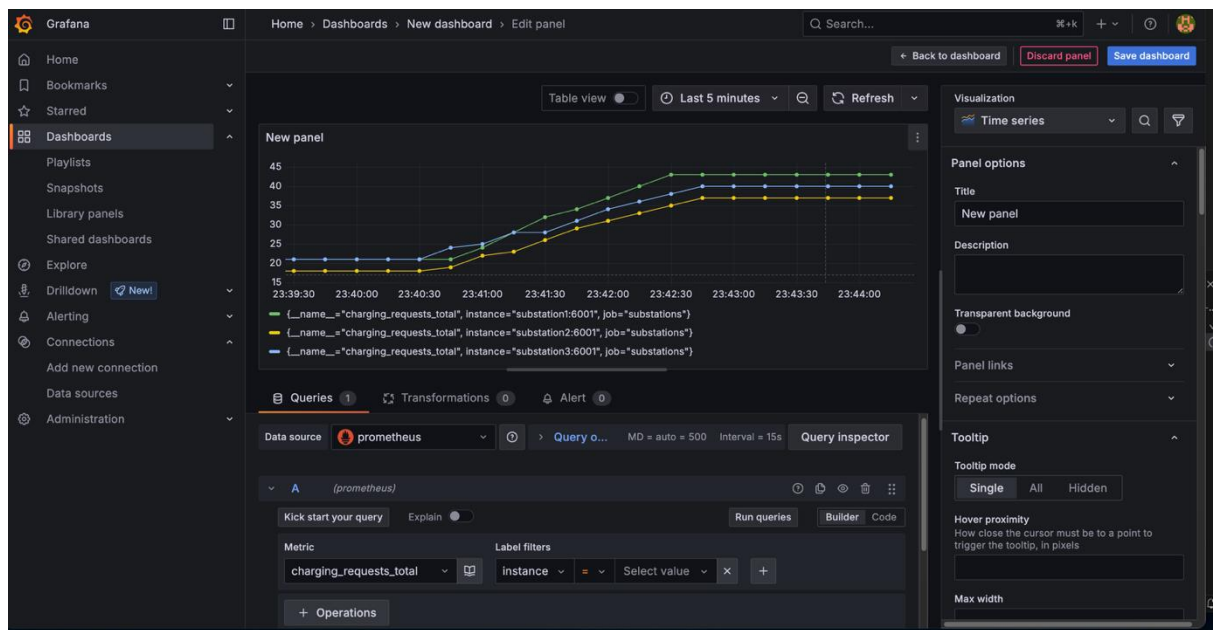 Grafana
Home
Bookmarks
Starred
Dashboards
Playlists
Snapshots
Library panels
Shared dashboards
Explore
Drilldown New!
Alerting
Connections
Add new connection
Data sources
Administration
Home › Dashboards › New dashboard › Edit panel
Search... ⌘+k
← Back to dashboard Discard panel Save dashboard
Table view Last 5 minutes Refresh
New panel
45
40
35
30
25
20
15
23:39:30 23:40:00 23:40:30 23:41:00 23:41:30 23:42:00 23:42:30 23:43:00 23:43:30 23:44:00
{__name__="charging_requests_total", instance="substation1:6001", job="substations"}
{__name__="charging_requests_total", instance="substation2:6001", job="substations"}
{__name__="charging_requests_total", instance="substation3:6001", job="substations"}
Queries 1 Transformations 0 Alert 0
Data source prometheus › Query o... MD = auto = 500 Interval = 15s Query inspector
A (prometheus)
Kick start your query Explain Run queries Builder Code
Metric Label filters
charging_requests_total instance = Select value × +
+ Operations
Visualization
Time series
Panel options
Title
New panel
Description
Transparent background
Panel links
Repeat options
Tooltip
Tooltip mode
Single All Hidden
Hover proximity
How close the cursor must be to a point to
trigger the tooltip, in pixels
Max width